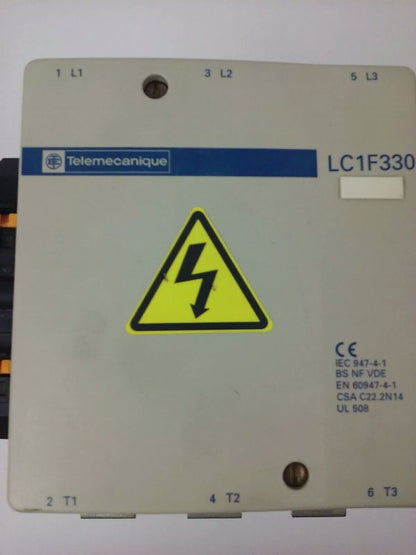 1 L1 3 L2 5 L3
Telemecanique LC1F330
CE
IEC 947-4-1
BS NF VDE
EN 60947-4-1
CSA C22.2N14
UL 508
2 T1 4 T2 6 T3